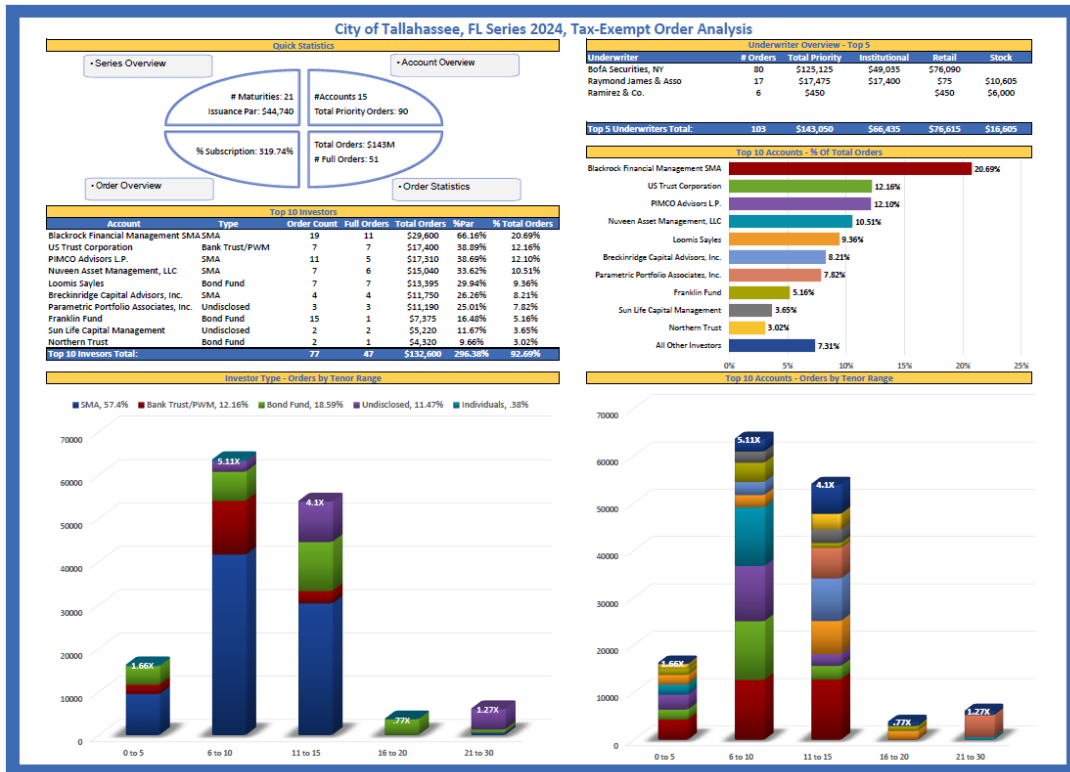 City of Tallahassee, FL Series 2024, Tax-Exempt Order Analysis
Quick Statistics
• Series Overview
• Account Overview
# Maturities: 21
Issuance Par: $44,740
#Accounts 15
Total Priority Orders: 90
% Subscription: 319.74%
Total Orders: $143M
# Full Orders: 51
• Order Overview
• Order Statistics
Underwriter Overview - Top 5
Underwriter # Orders Total Priority Institutional Retail Stock
BofA Securities, NY 80 $125,125 $49,035 $76,090
Raymond James & Asso 17 $17,475 $17,400 $75 $10,605
Ramirez & Co. 6 $450 $450 $6,000
Top 5 Underwriters Total: 103 $143,050 $66,435 $76,615 $16,605
Top 10 Investors
Account Type Order Count Full Orders Total Orders %Par % Total Orders
Blackrock Financial Management SMA SMA 19 11 $29,600 66.16% 20.69%
US Trust Corporation Bank Trust/PWM 7 7 $17,400 38.89% 12.16%
PIMCO Advisors L.P. SMA 11 5 $17,310 38.69% 12.10%
Nuveen Asset Management, LLC SMA 7 6 $15,040 33.62% 10.51%
Loomis Sayles Bond Fund 7 7 $13,395 29.94% 9.36%
Breckinridge Capital Advisors, Inc. SMA 4 4 $11,750 26.26% 8.21%
Parametric Portfolio Associates, Inc. Undisclosed 3 3 $11,190 25.01% 7.82%
Franklin Fund Bond Fund 15 1 $7,375 16.48% 5.16%
Sun Life Capital Management Undisclosed 2 2 $5,220 11.67% 3.65%
Northern Trust Bond Fund 2 1 $4,320 9.66% 3.02%
Top 10 Invesors Total: 77 47 $132,600 296.38% 92.69%
Top 10 Accounts - % Of Total Orders
Blackrock Financial Management SMA 20.69%
US Trust Corporation 12.16%
PIMCO Advisors L.P. 12.10%
Nuveen Asset Management, LLC 10.51%
Loomis Sayles 9.36%
Breckinridge Capital Advisors, Inc. 8.21%
Parametric Portfolio Associates, Inc. 7.82%
Franklin Fund 5.16%
Sun Life Capital Management 3.65%
Northern Trust 3.02%
All Other Investors 7.31%
0% 5% 10% 15% 20% 25%
Investor Type - Orders by Tenor Range
SMA, 57.4% Bank Trust/PWM, 12.16% Bond Fund, 18.59% Undisclosed, 11.47% Individuals, .38%
70000
60000
50000
40000
30000
20000
10000
0
1.66X
5.11X
4.1X
.77X
1.27X
0 to 5 6 to 10 11 to 15 16 to 20 21 to 30
Top 10 Accounts - Orders by Tenor Range
70000
60000
50000
40000
30000
20000
10000
0
1.66X
5.11X
4.1X
.77X
1.27X
0 to 5 6 to 10 11 to 15 16 to 20 21 to 30